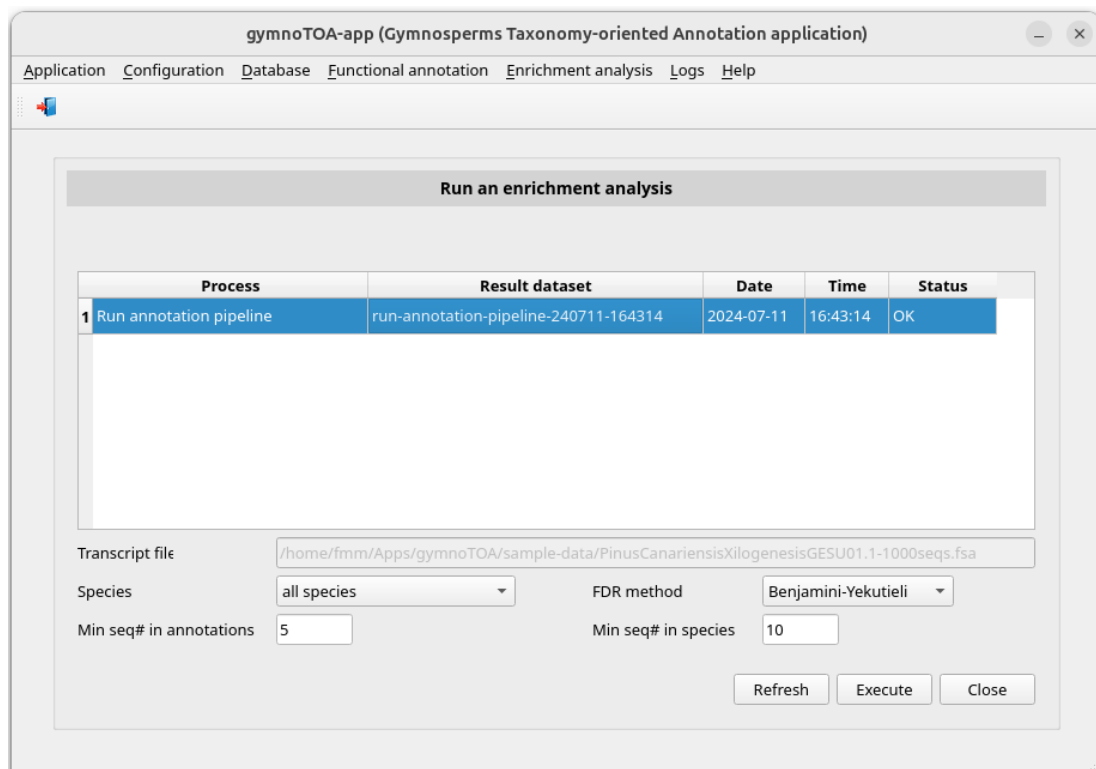 gymnoTOA-app (Gymnosperms Taxonomy-oriented Annotation application)
Application Configuration Database Functional annotation Enrichment analysis Logs Help
Run an enrichment analysis
Process Result dataset Date Time Status
1 Run annotation pipeline run-annotation-pipeline-240711-164314 2024-07-11 16:43:14 OK
Transcript file /home/fmm/Apps/gymnoTOA/sample-data/PinusCanariensisXilogenesisGESU01.1-1000seqs.fsa
Species all species FDR method Benjamini-Yekutieli
Min seq# in annotations 5 Min seq# in species 10
Refresh Execute Close